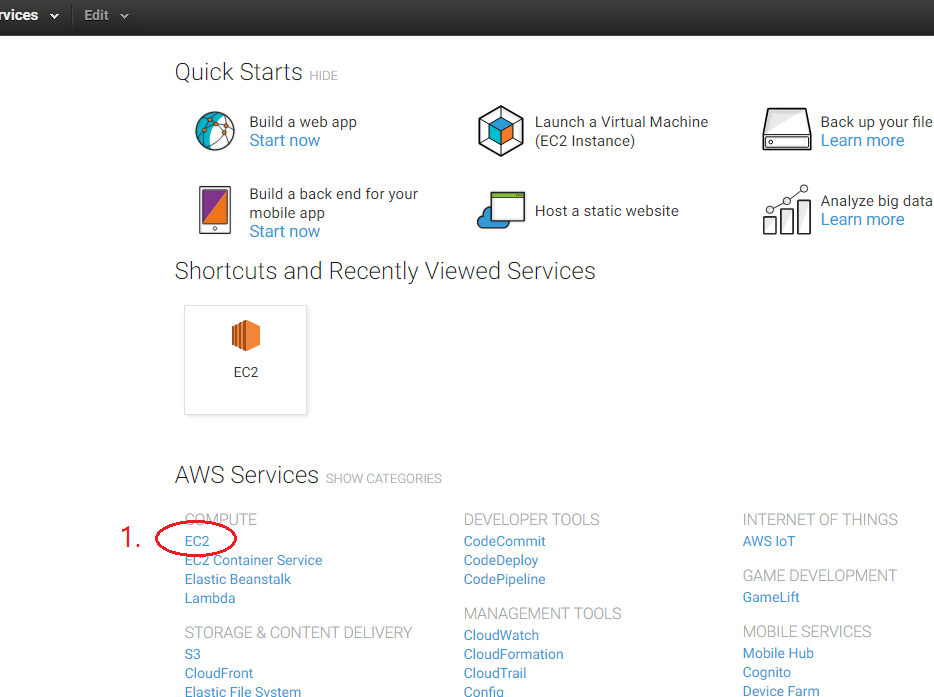 rvices Edit
Quick Starts HIDE
Build a web app
Start now
Launch a Virtual Machine
(EC2 Instance)
Back up your file
Learn more
Build a back end for your
mobile app
Start now
Host a static website
Analyze big data
Learn more
Shortcuts and Recently Viewed Services
EC2
AWS Services SHOW CATEGORIES
1.
COMPUTE
EC2
EC2 Container Service
Elastic Beanstalk
Lambda
STORAGE & CONTENT DELIVERY
S3
CloudFront
Elastic File System
DEVELOPER TOOLS
CodeCommit
CodeDeploy
CodePipeline
MANAGEMENT TOOLS
CloudWatch
CloudFormation
CloudTrail
Config
INTERNET OF THINGS
AWS IoT
GAME DEVELOPMENT
GameLift
MOBILE SERVICES
Mobile Hub
Cognito
Device Farm